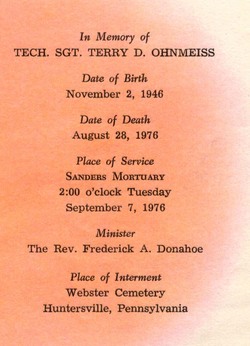 In Memory of
TECH. SGT. TERRY D. OHNMEISS
Date of Birth
November 2, 1946
Date of Death
August 28, 1976
Place of Service
SANDERS MORTUARY
2:00 o'clock Tuesday
September 7, 1976
Minister
The Rev. Frederick A. Donahoe
Place of Interment
Webster Cemetery
Huntersville, Pennsylvania